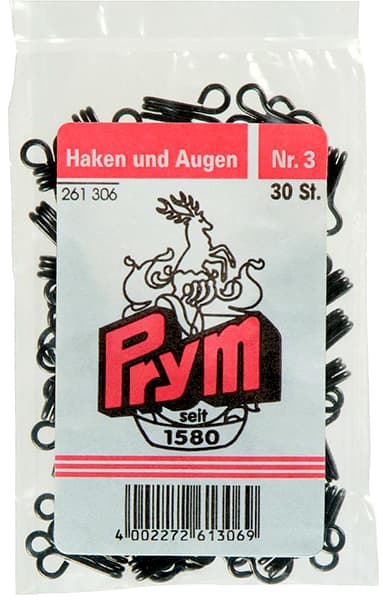 Haken und Augen Nr. 3
261 306 30 St.
Prym
seit
1580
4 002272 613069